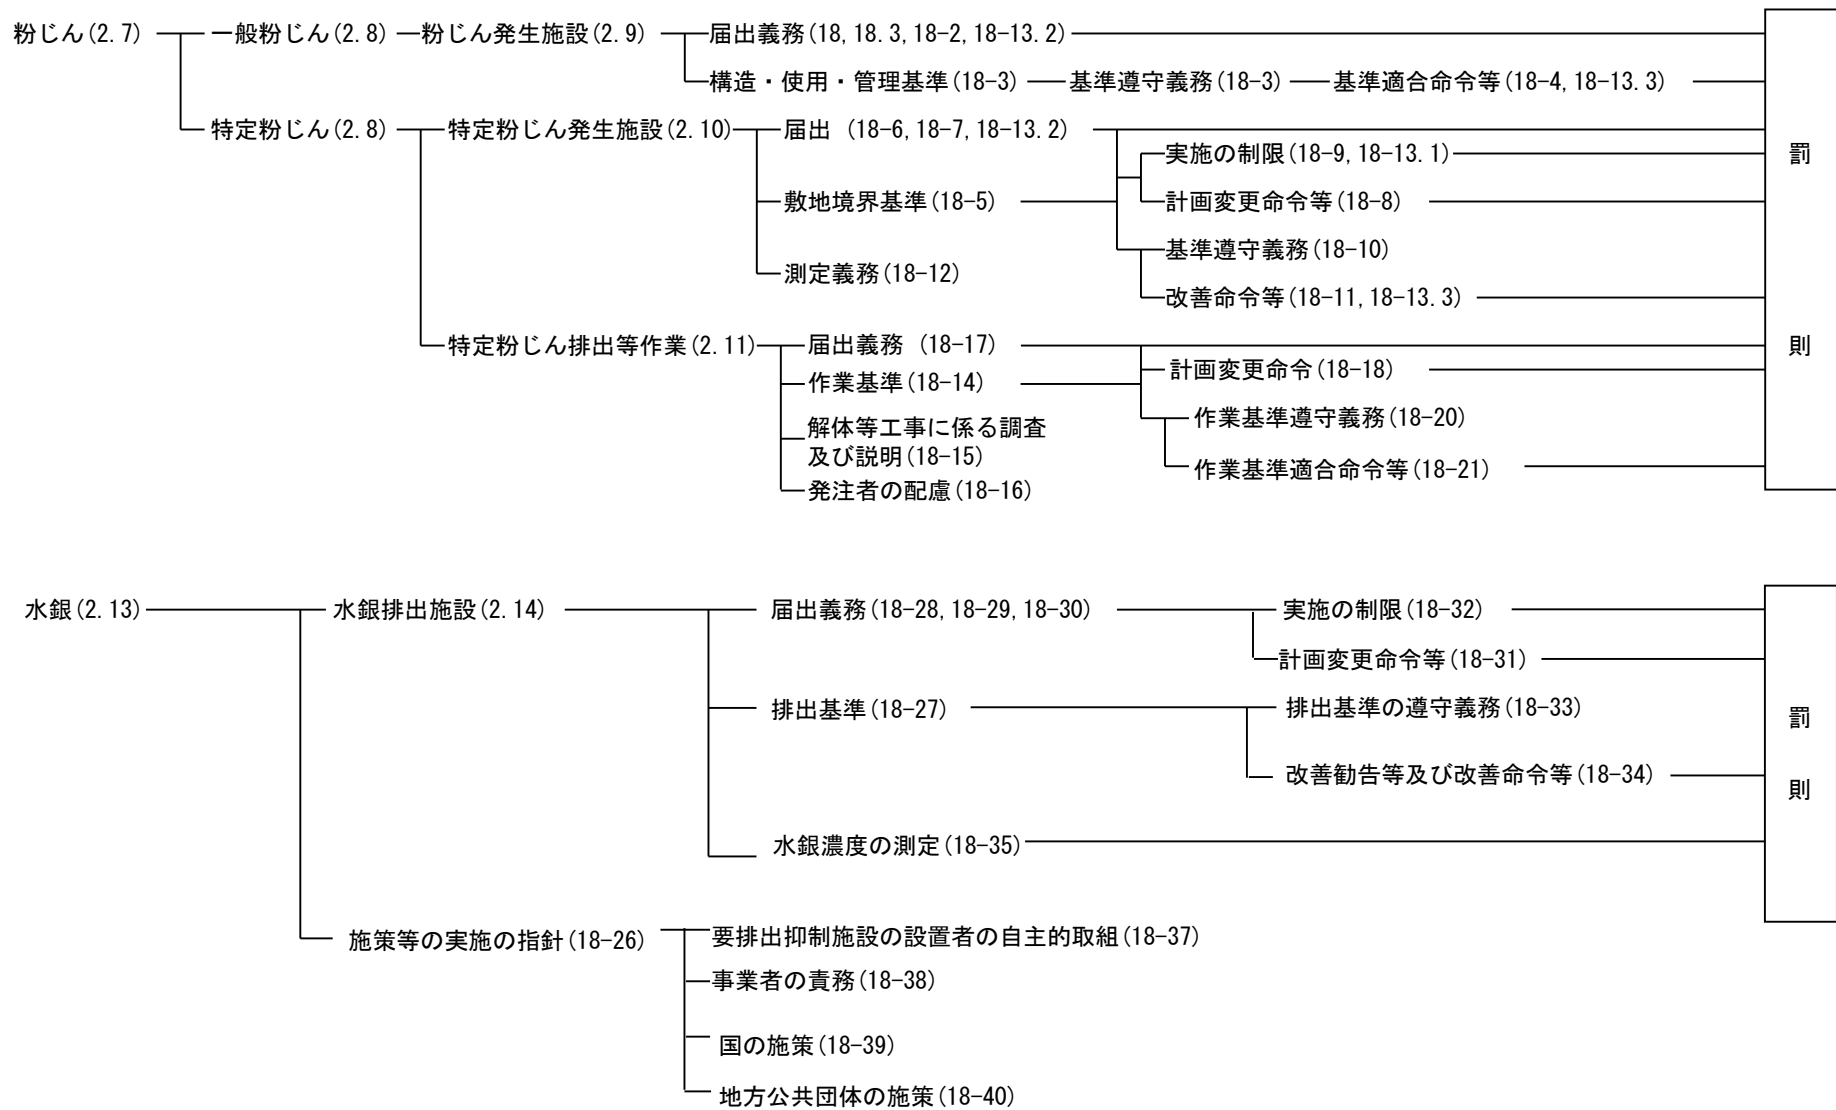 粉じん(2.7) 一般粉じん(2.8) 粉じん発生施設(2.9) 届出義務(18,18.3,18-2,18-13.2)
構造・使用・管理基準(18-3) 基準遵守義務(18-3) 基準適合命令等(18-4,18-13.3)
特定粉じん(2.8) 特定粉じん発生施設(2.10) 届出 (18-6,18-7,18-13.2)
実施の制限(18-9,18-13.1) 罰
敷地境界基準(18-5) 計画変更命令等(18-8)
基準遵守義務(18-10)
測定義務(18-12)
改善命令等(18-11,18-13.3)
特定粉じん排出等作業(2.11) 届出義務 (18-17) 則
計画変更命令(18-18)
作業基準(18-14)
作業基準遵守義務(18-20)
解体等工事に係る調査
及び説明(18-15)
作業基準適合命令等(18-21)
発注者の配慮(18-16)
水銀(2.13) 水銀排出施設(2.14) 届出義務(18-28,18-29,18-30) 実施の制限(18-32)
計画変更命令等(18-31)
排出基準(18-27) 排出基準の遵守義務(18-33) 罰
改善勧告等及び改善命令等(18-34) 則
水銀濃度の測定(18-35)
施策等の実施の指針(18-26) 要排出抑制施設の設置者の自主的取組(18-37)
事業者の責務(18-38)
国の施策(18-39)
地方公共団体の施策(18-40)